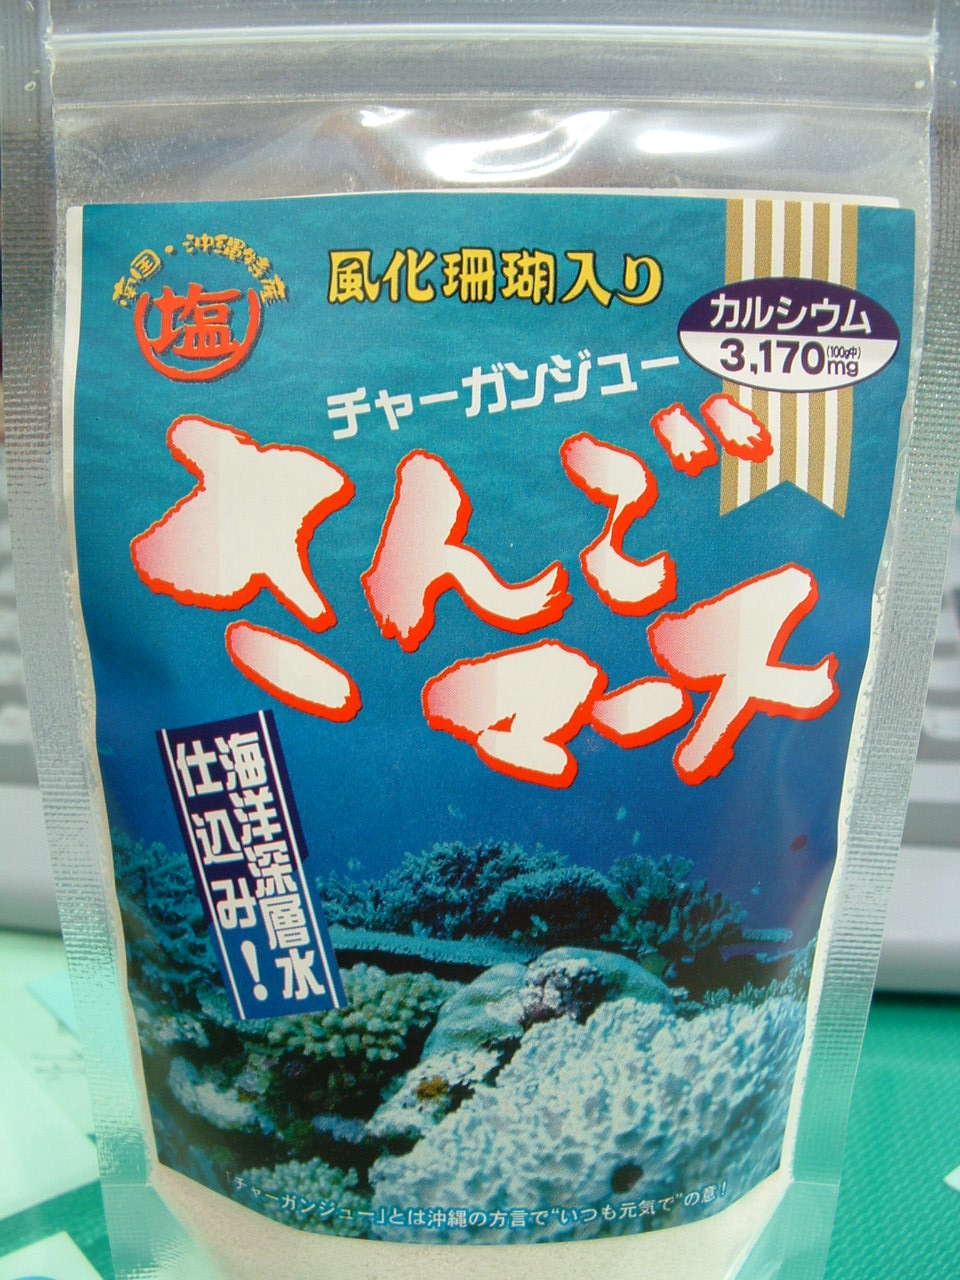 南国・沖縄特産
塩
風化珊瑚入り
カルシウム
3,170mg
(100g中)
チャーガンジュー
さんご
マース
海洋深層水
仕込み!
「チャーガンジュー」とは沖縄の方言で“いつも元気で”の意!